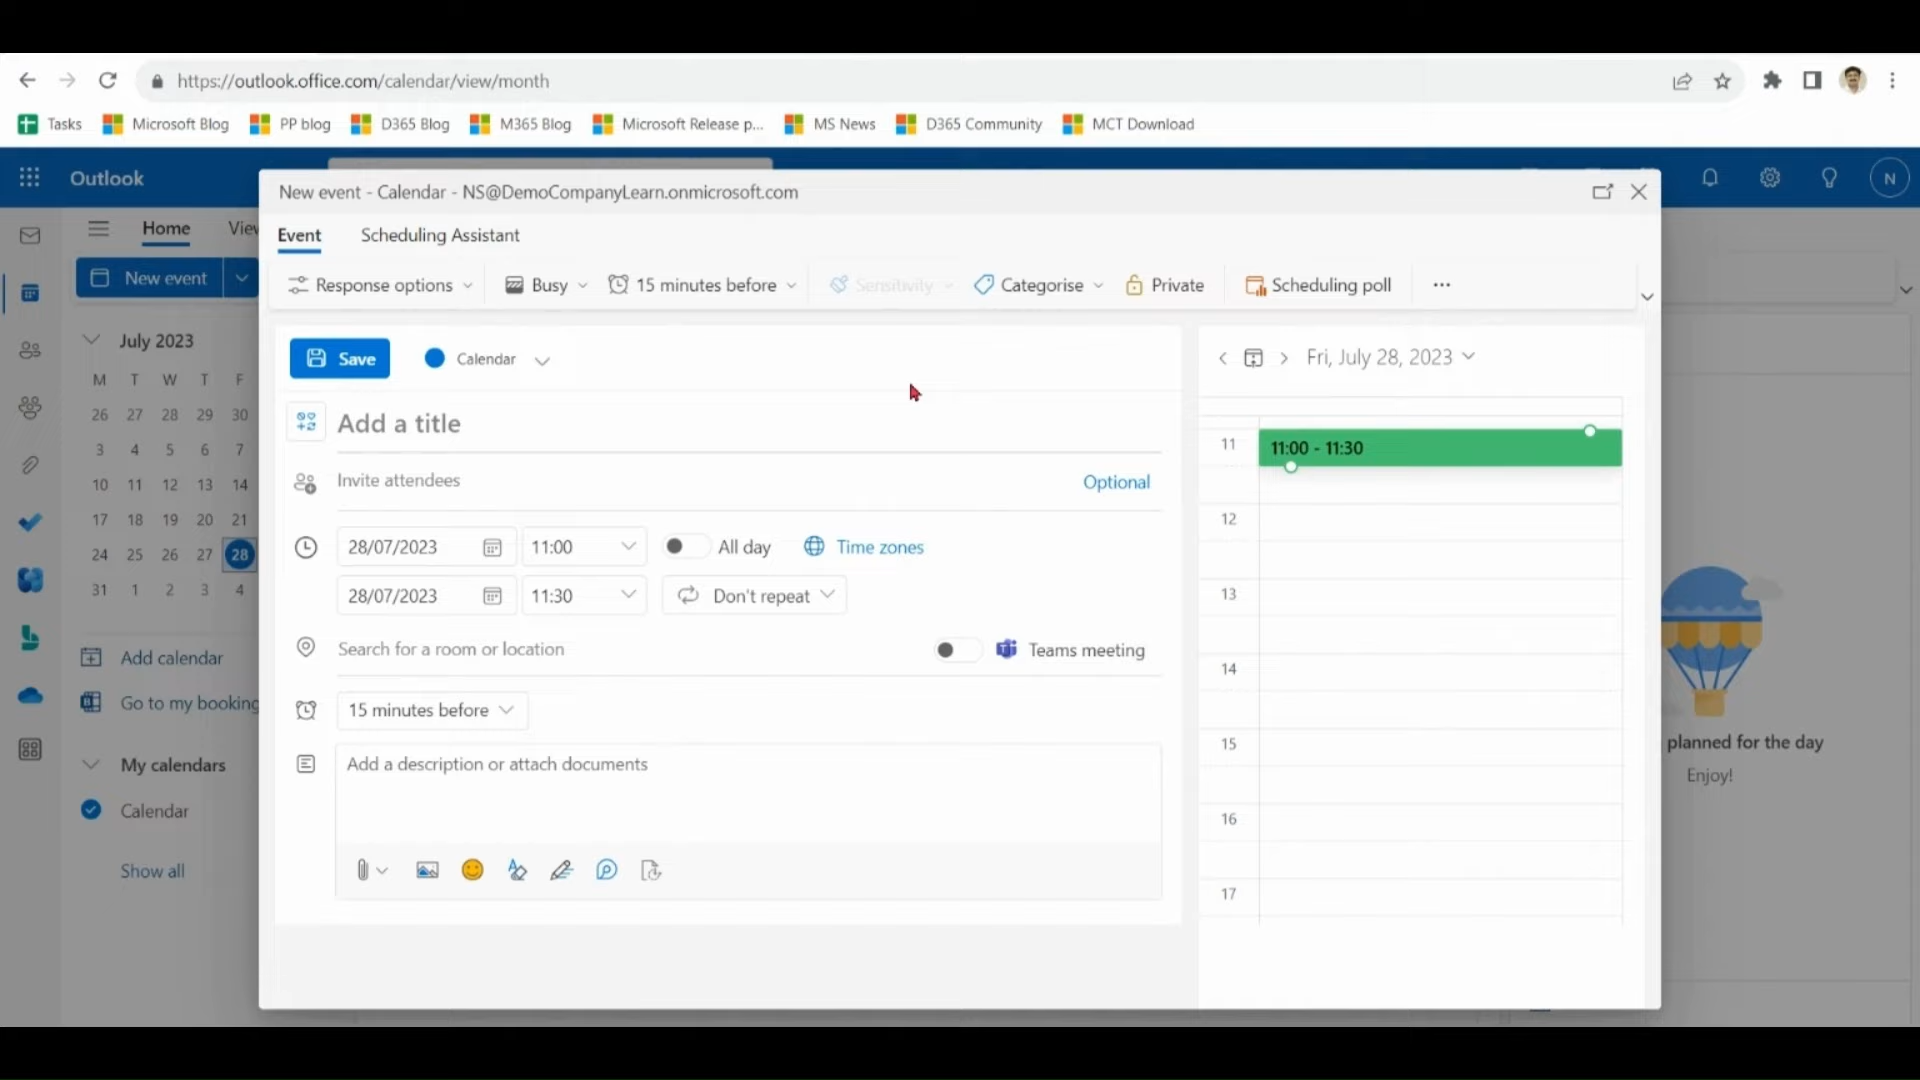 https://outlook.office.com/calendar/view/month
Tasks Microsoft Blog PP blog D365 Blog M365 Blog Microsoft Release p... MS News D365 Community MCT Download
Outlook
N
New event - Calendar - NS@DemoCompanyLearn.onmicrosoft.com
Home
Event Scheduling Assistant
New event
Response options Busy 15 minutes before Sensitivity Categorise Private Scheduling poll
July 2023
M T W T F
26 27 28 29 30
3 4 5 6 7
10 11 12 13 14
17 18 19 20 21
24 25 26 27 28
31 1 2 3 4
Add calendar
Go to my booking
My calendars
Calendar
Show all
Save Calendar
Add a title
Invite attendees Optional
28/07/2023 11:00 All day Time zones
28/07/2023 11:30 Don't repeat
Search for a room or location Teams meeting
15 minutes before
Add a description or attach documents
Fri, July 28, 2023
11 11:00 - 11:30
12
13
14
15
16
17
planned for the day
Enjoy!